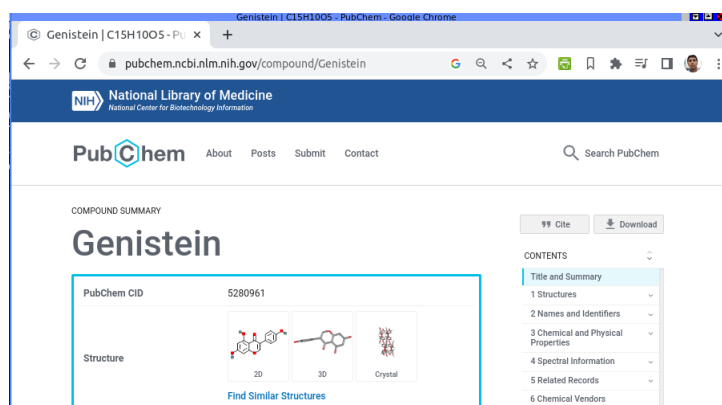 Genistein | C15H10O5 - PubChem - Google Chrome
Genistein | C15H10O5 - Pu
pubchem.ncbi.nlm.nih.gov/compound/Genistein
NIH National Library of Medicine
National Center for Biotechnology Information
PubChem About Posts Submit Contact Search PubChem
COMPOUND SUMMARY
Genistein
Cite Download
CONTENTS
Title and Summary
1 Structures
2 Names and Identifiers
3 Chemical and Physical
Properties
4 Spectral Information
5 Related Records
6 Chemical Vendors
PubChem CID 5280961
Structure
2D 3D Crystal
Find Similar Structures